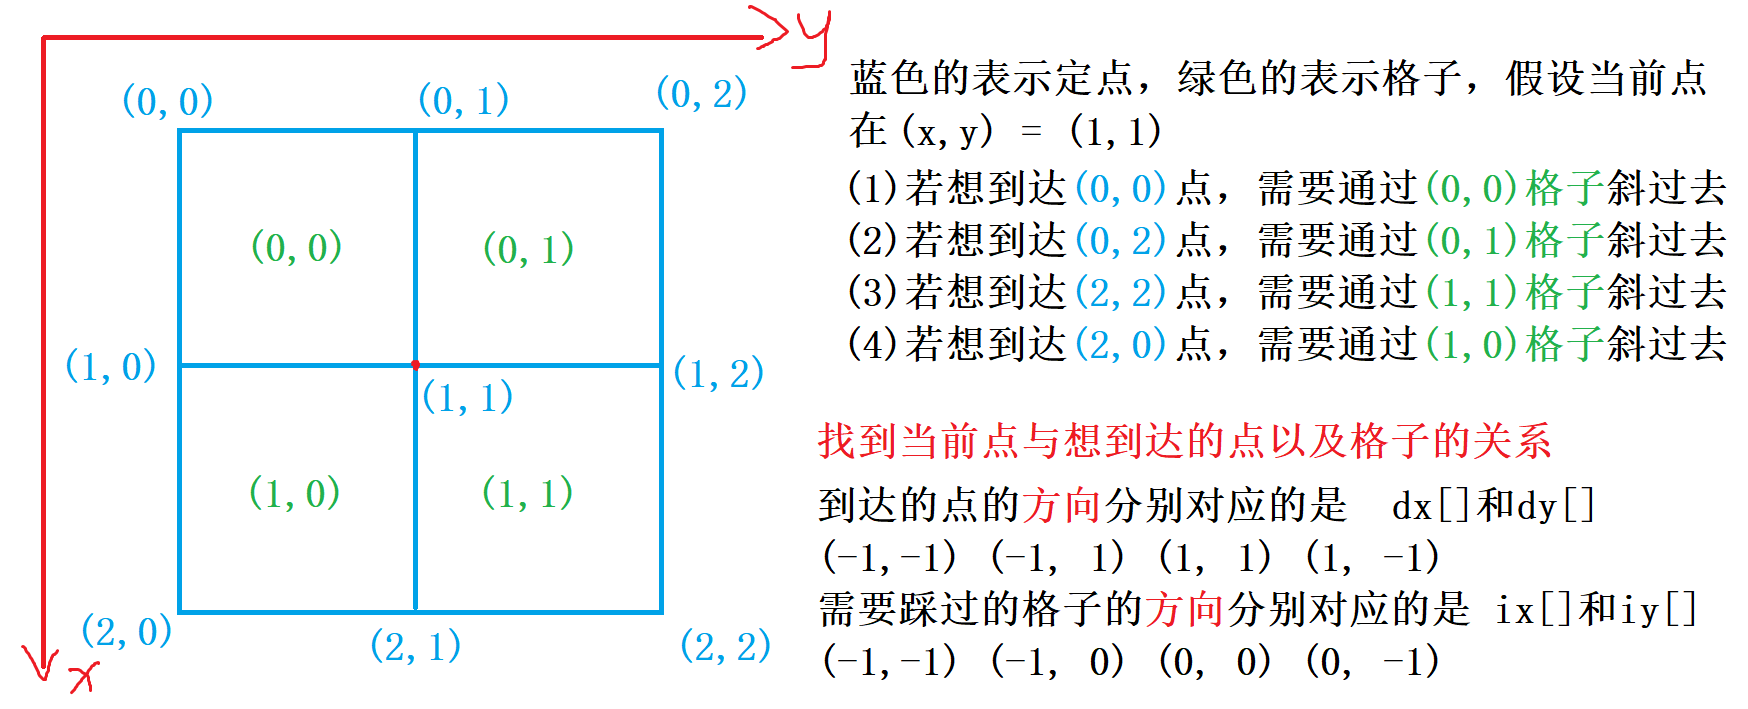 y
(0,0) (0,1) (0,2)
(0,0) (0,1)
(1,0) (1,1) (1,2)
(1,0) (1,1)
(2,0) (2,1) (2,2)
x
蓝色的表示定点，绿色的表示格子，假设当前点
在(x,y) = (1,1)
(1)若想到达(0,0)点，需要通过(0,0)格子斜过去
(2)若想到达(0,2)点，需要通过(0,1)格子斜过去
(3)若想到达(2,2)点，需要通过(1,1)格子斜过去
(4)若想到达(2,0)点，需要通过(1,0)格子斜过去
找到当前点与想到达的点以及格子的关系
到达的点的方向分别对应的是 dx[]和dy[]
(-1,-1) (-1, 1) (1, 1) (1, -1)
需要踩过的格子的方向分别对应的是 ix[]和iy[]
(-1,-1) (-1, 0) (0, 0) (0, -1)